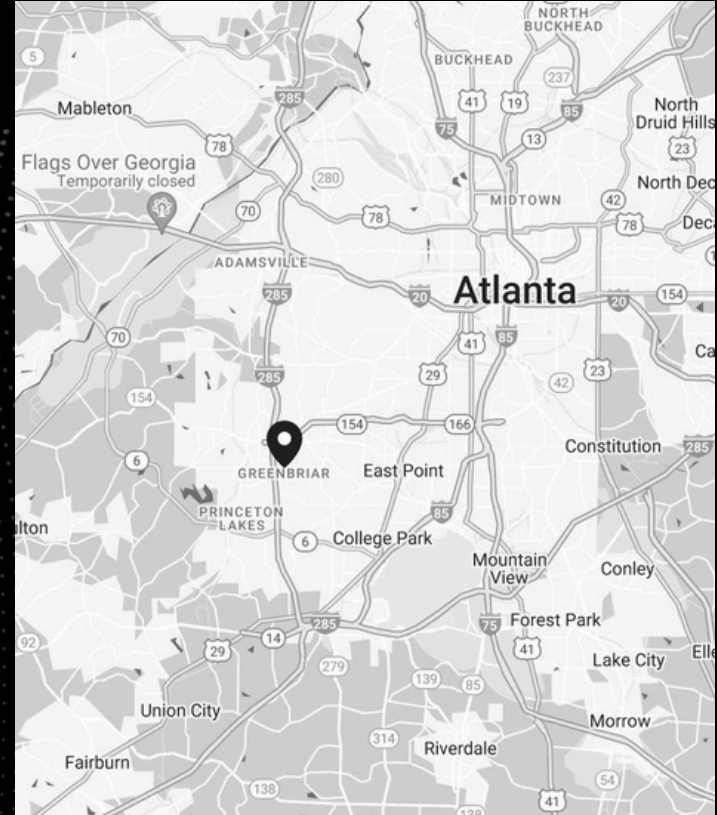 NORTH
BUCKHEAD
5
BUCKHEAD
237
285
41
19
85
Mableton
North
Druid Hills
75
13
78
23
Flags Over Georgia
Temporarily closed
280
North Dec
MIDTOWN
42
70
78
78
Deca
ADAMSVILLE
285
20
Atlanta
20
154
70
41
85
Ca
285
29
23
42
154
154
166
GREENBRIAR
East Point
Constitution
285
6
PRINCETON
LAKES
85
ulton
6
College Park
Mountain
View
Conley
285
75
Forest Park
92
29
14
41
Lake City
Elle
279
139
85
Union City
Morrow
314
Riverdale
Fairburn
54
138
41
138